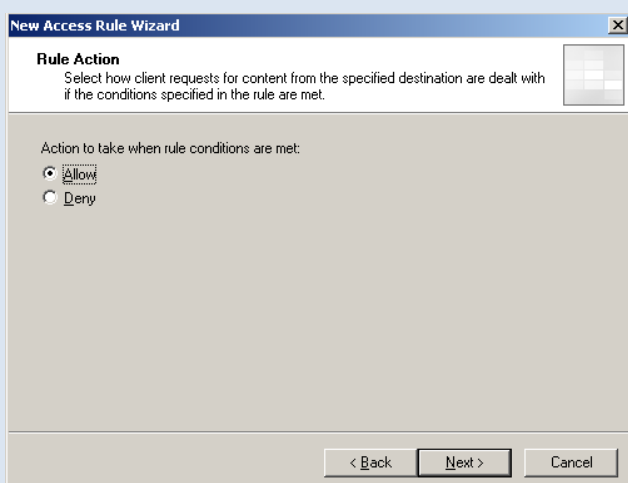 New Access Rule Wizard
Rule Action
Select how client requests for content from the specified destination are dealt with
if the conditions specified in the rule are met.
Action to take when rule conditions are met:
Allow
Deny
< Back
Next >
Cancel